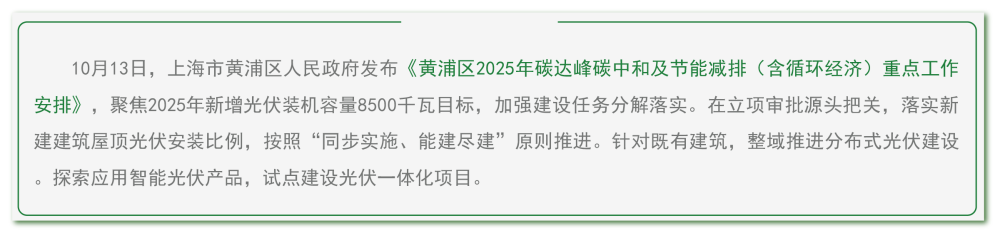 10月13日，上海市黄浦区人民政府发布《黄浦区2025年碳达峰碳中和及节能减排（含循环经济）重点工作
安排》，聚焦2025年新增光伏装机容量8500千瓦目标，加强建设任务分解落实。在立项审批源头把关，落实新
建建筑屋顶光伏安装比例，按照“同步实施、能建尽建”原则推进。针对既有建筑，整域推进分布式光伏建设
。探索应用智能光伏产品，试点建设光伏一体化项目。